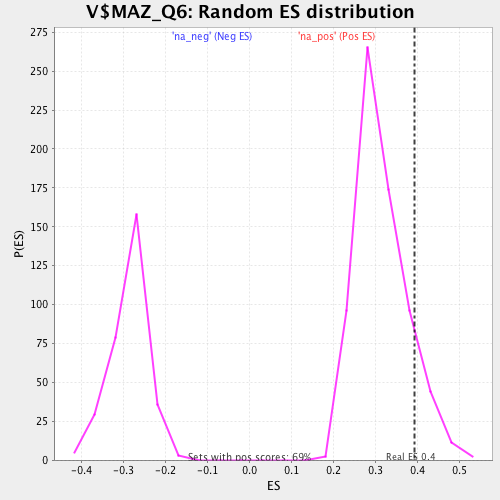 V$MAZ_Q6: Random ES distribution
'na_neg' (Neg ES) 'na_pos' (Pos ES)
275
250
225
200
175
150
125
100
75
50
25
0
P(ES)
Sets with pos scores: 69%
Real ES 0.4
-0.4 -0.3 -0.2 -0.1 0.0 0.1 0.2 0.3 0.4 0.5
ES